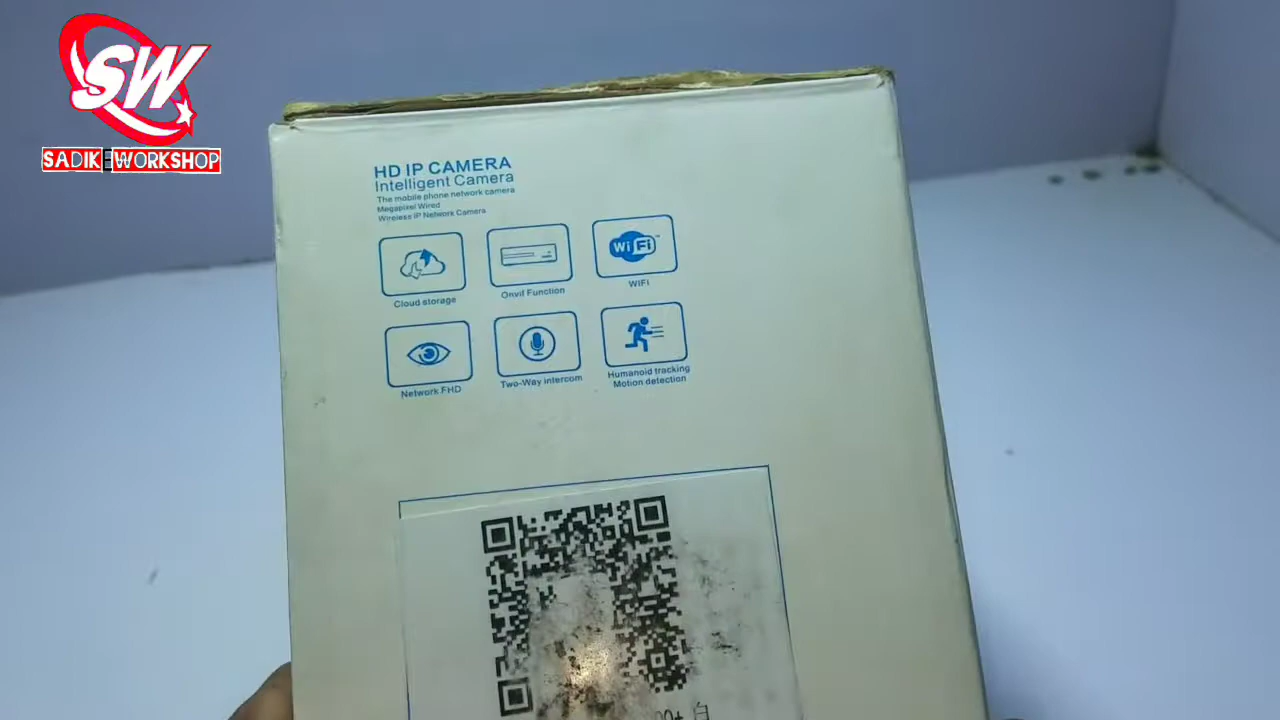 SW
SADIK WORKSHOP
HD IP CAMERA
Intelligent Camera
The mobile phone network camera
Megapixel Wired
Wireless IP Network Camera
WiFi™
Cloud storage
Onvif Function
WIFI
Network FHD
Two-Way intercom
Humanoid tracking
Motion detection